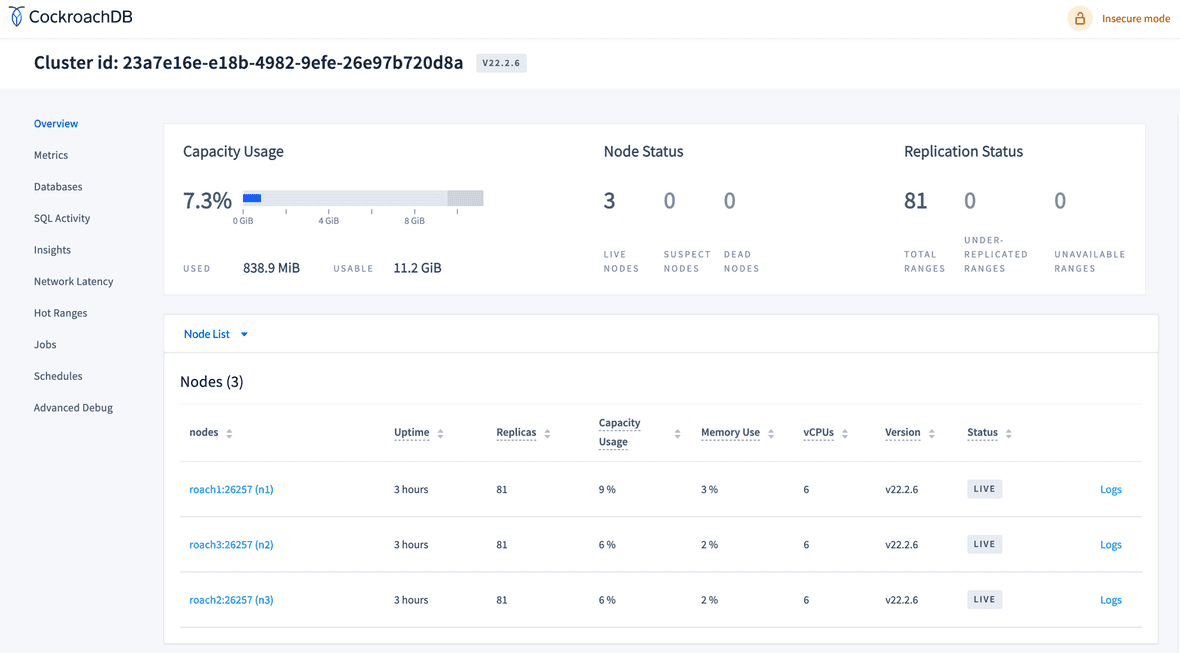 CockroachDB
Insecure mode
Cluster id: 23a7e16e-e18b-4982-9efe-26e97b720d8a V22.2.6
Overview
Metrics
Databases
SQL Activity
Insights
Network Latency
Hot Ranges
Jobs
Schedules
Advanced Debug
Capacity Usage
7.3%
0 GiB 4 GiB 8 GiB
USED 838.9 MiB USABLE 11.2 GiB
Node Status
3 0 0
LIVE NODES
SUSPECT NODES
DEAD NODES
Replication Status
81 0 0
TOTAL RANGES
UNDER-REPLICATED RANGES
UNAVAILABLE RANGES
Node List
Nodes (3)
nodes Uptime Replicas Capacity Usage Memory Use vCPUs Version Status
roach1:26257 (n1) 3 hours 81 9 % 3 % 6 v22.2.6 LIVE Logs
roach3:26257 (n2) 3 hours 81 6 % 2 % 6 v22.2.6 LIVE Logs
roach2:26257 (n3) 3 hours 81 6 % 2 % 6 v22.2.6 LIVE Logs